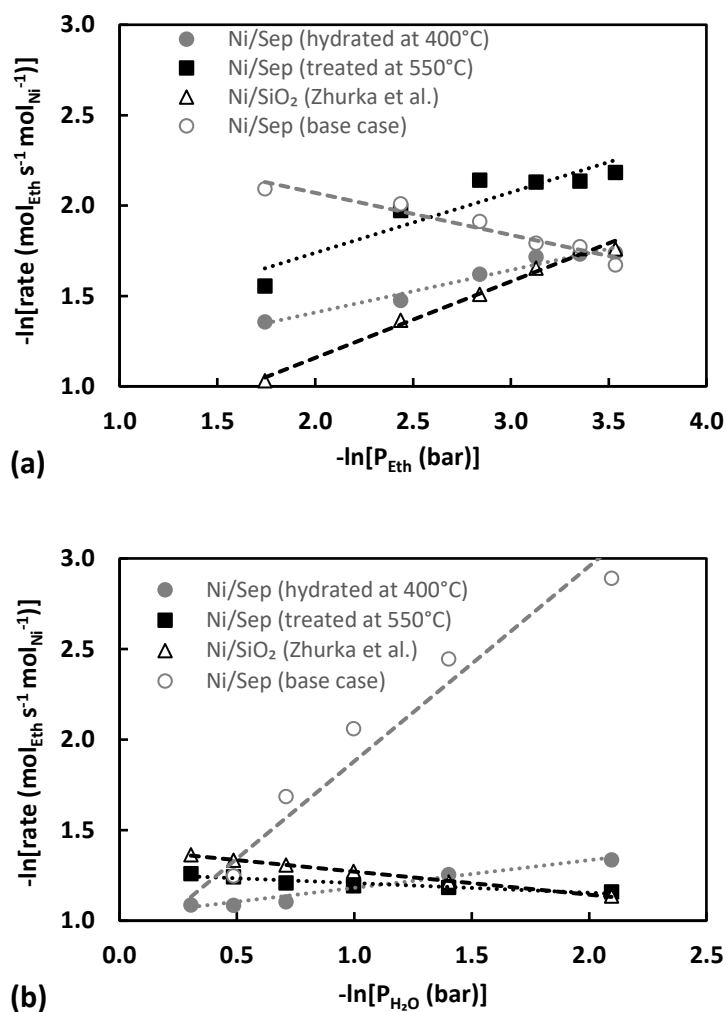 3.0
Ni/Sep (hydrated at 400°C)
Ni/Sep (treated at 550°C)
Ni/SiO₂ (Zhurka et al.)
Ni/Sep (base case)
2.5
2.0
1.5
1.0
-ln[rate (mol_Eth s⁻¹ mol_Ni⁻¹)]
1.0 1.5 2.0 2.5 3.0 3.5 4.0
-ln[P_Eth (bar)]
(a)
3.0
Ni/Sep (hydrated at 400°C)
Ni/Sep (treated at 550°C)
Ni/SiO₂ (Zhurka et al.)
Ni/Sep (base case)
2.5
2.0
1.5
1.0
-ln[rate (mol_Eth s⁻¹ mol_Ni⁻¹)]
0.0 0.5 1.0 1.5 2.0 2.5
-ln[P_H₂O (bar)]
(b)